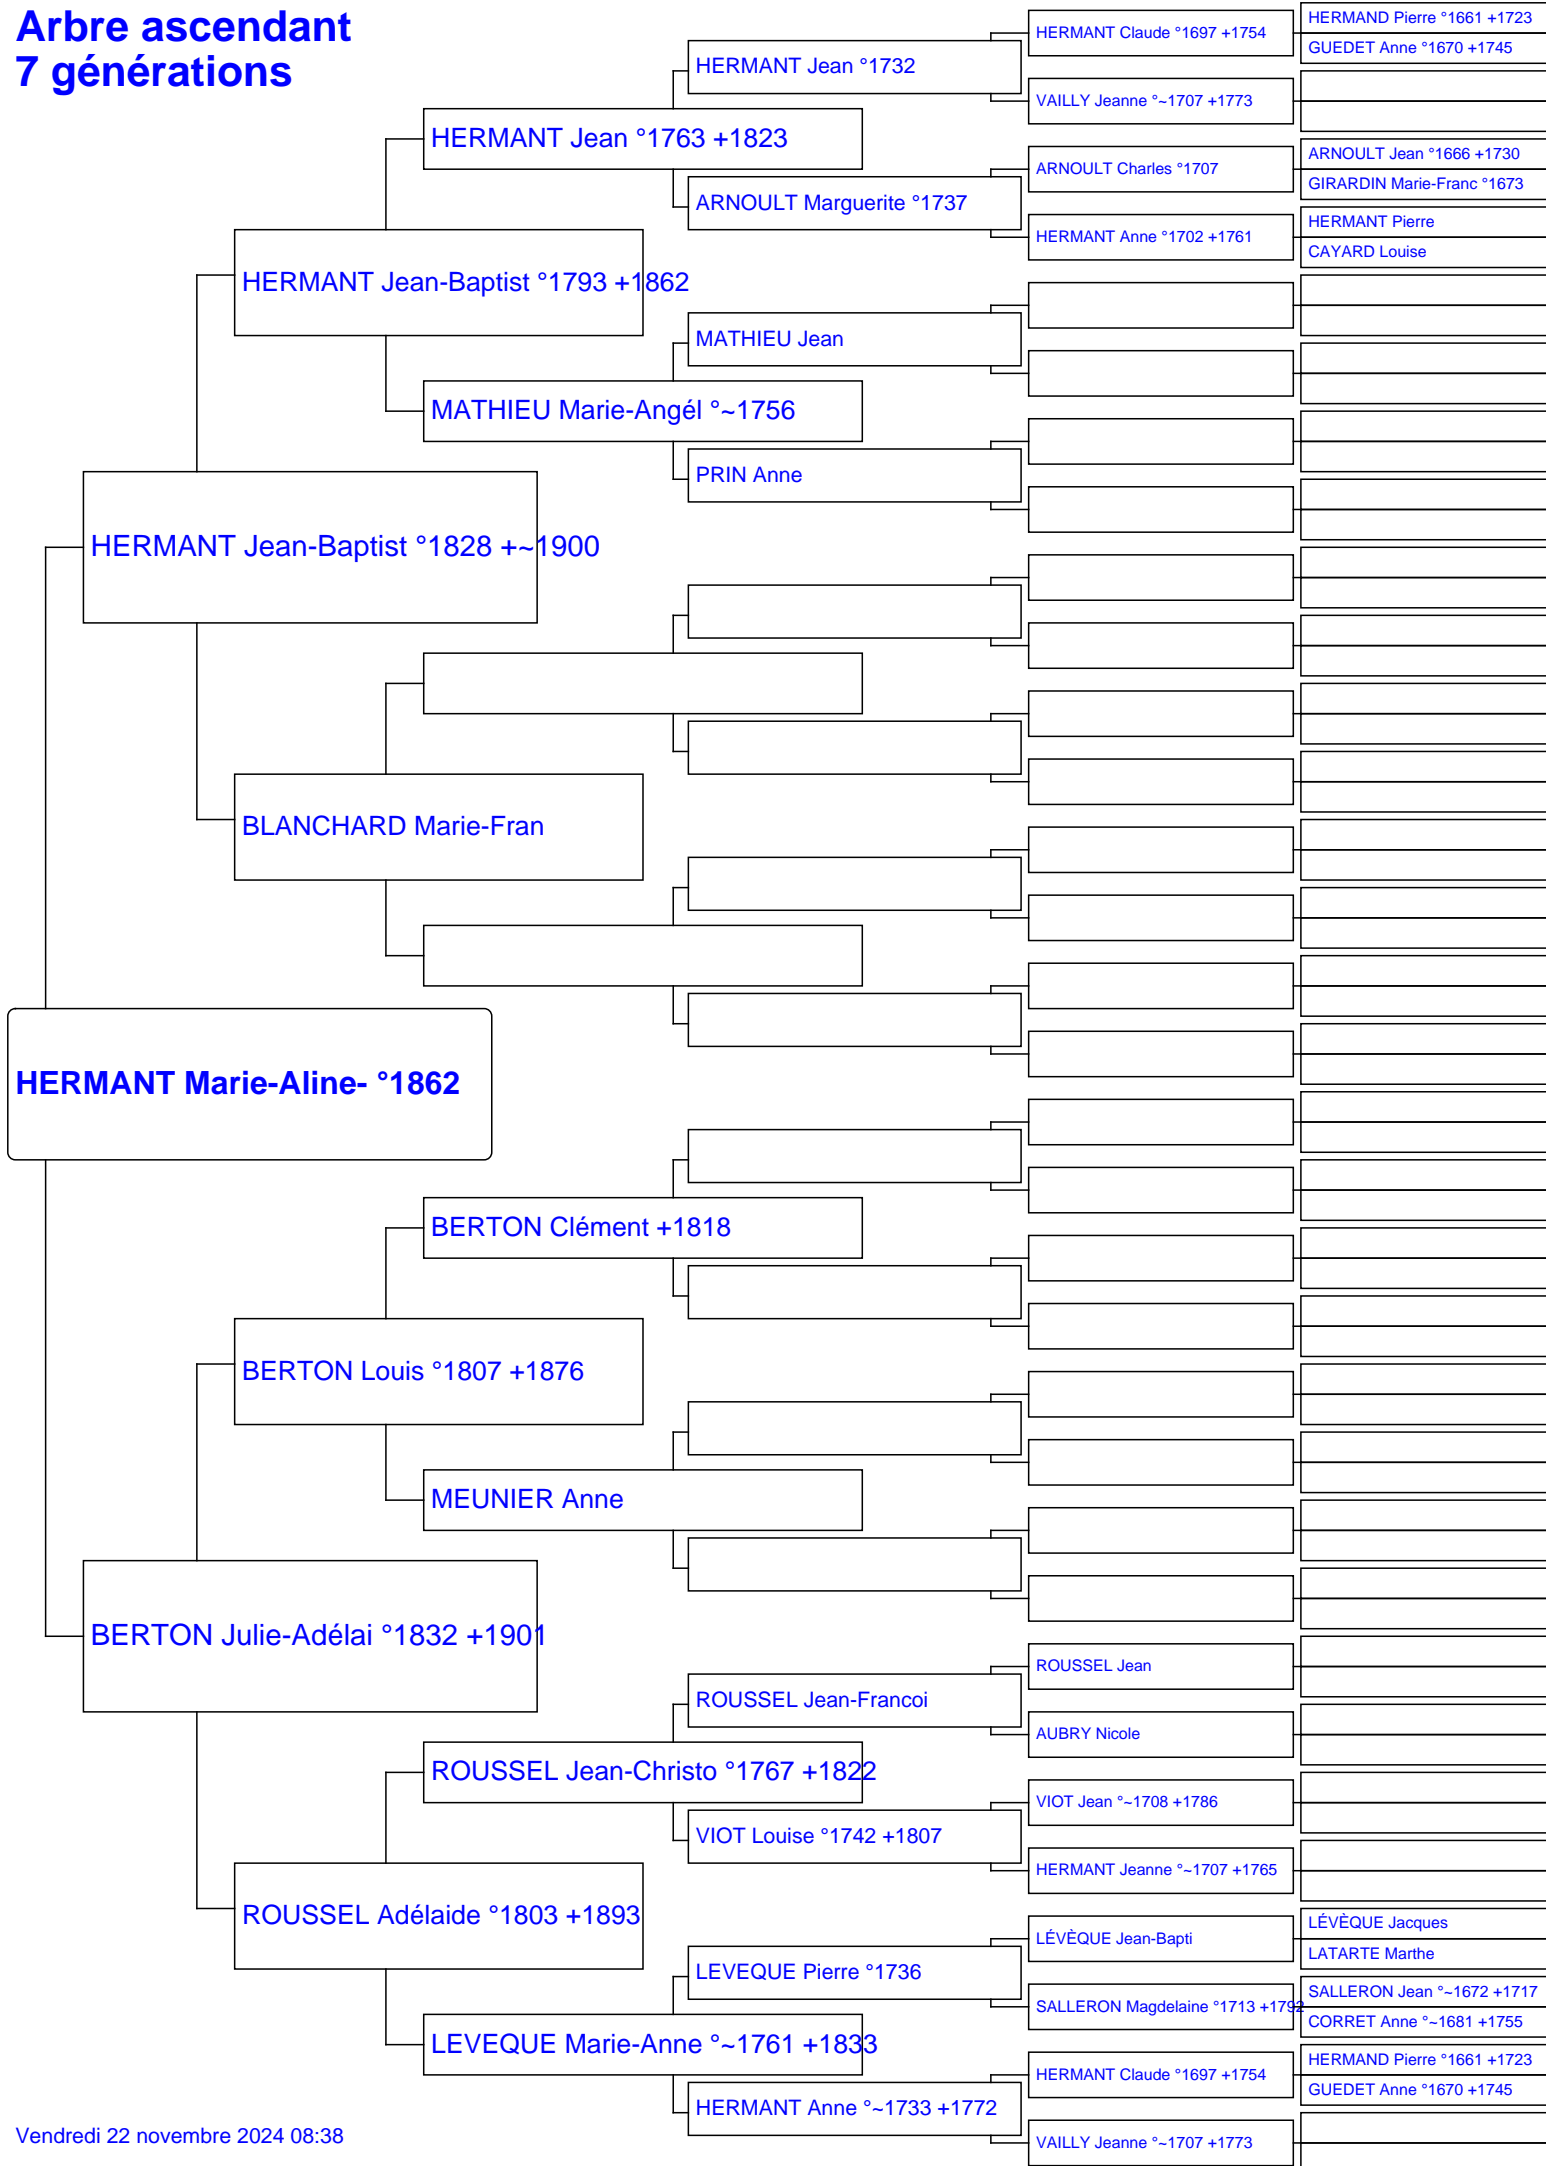 Arbre ascendant
7 générations
HERMANT Claude °1697 +1754
HERMAND Pierre °1661 +1723
GUEDET Anne °1670 +1745
HERMANT Jean °1732
VAILLY Jeanne °~1707 +1773
HERMANT Jean °1763 +1823
ARNOULT Charles °1707
ARNOULT Jean °1666 +1730
GIRARDIN Marie-Franc °1673
ARNOULT Marguerite °1737
HERMANT Anne °1702 +1761
HERMANT Pierre
CAYARD Louise
HERMANT Jean-Baptist °1793 +1862
MATHIEU Jean
MATHIEU Marie-Angél °~1756
PRIN Anne
HERMANT Jean-Baptist °1828 +~1900
BLANCHARD Marie-Fran
HERMANT Marie-Aline- °1862
BERTON Clément +1818
BERTON Louis °1807 +1876
MEUNIER Anne
BERTON Julie-Adélai °1832 +1901
ROUSSEL Jean
ROUSSEL Jean-Francoi
AUBRY Nicole
ROUSSEL Jean-Christo °1767 +1822
VIOT Jean °~1708 +1786
VIOT Louise °1742 +1807
HERMANT Jeanne °~1707 +1765
ROUSSEL Adélaide °1803 +1893
LÉVÈQUE Jean-Bapti
LÉVÈQUE Jacques
LATARTE Marthe
LEVEQUE Pierre °1736
SALLERON Magdelaine °1713 +1792
SALLERON Jean °~1672 +1717
CORRET Anne °~1681 +1755
LEVEQUE Marie-Anne °~1761 +1833
HERMANT Claude °1697 +1754
HERMAND Pierre °1661 +1723
GUEDET Anne °1670 +1745
HERMANT Anne °~1733 +1772
VAILLY Jeanne °~1707 +1773
Vendredi 22 novembre 2024 08:38